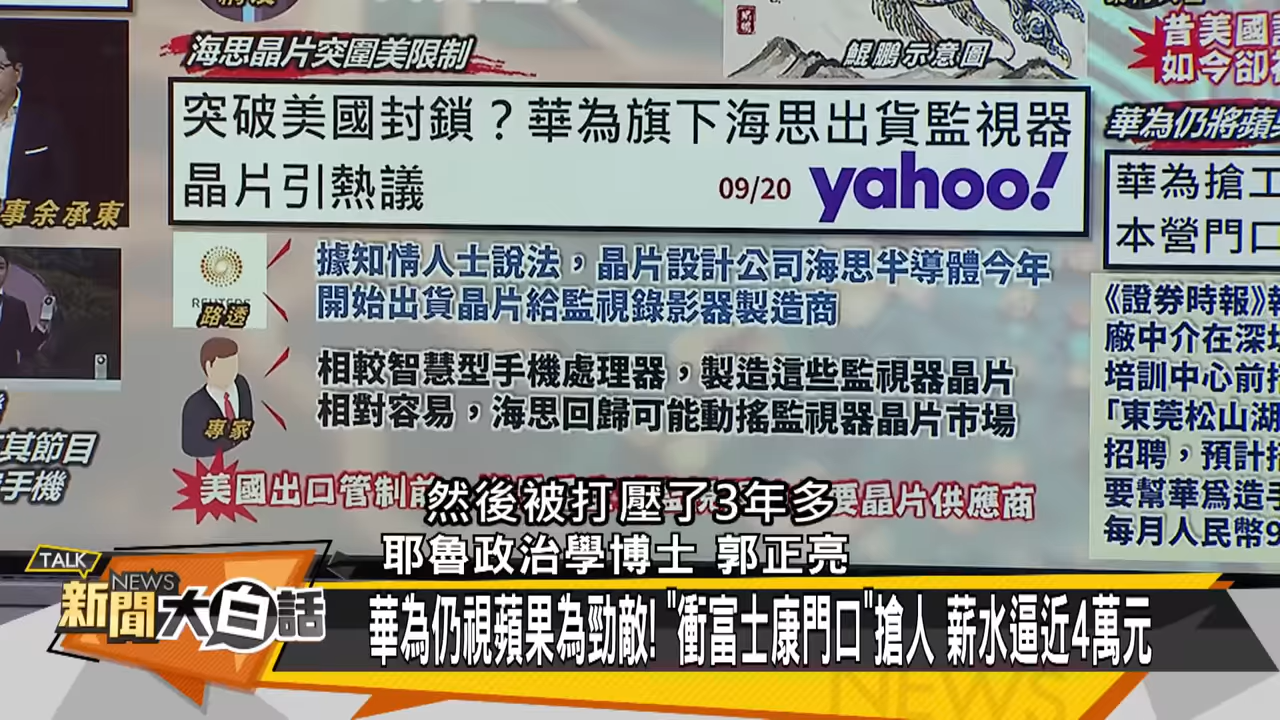 海思晶片突圍美限制
鯤鵬示意圖
突破美國封鎖？華為旗下海思出貨監視器
晶片引熱議
09/20
yahoo!
REUTERS
路透
據知情人士說法，晶片設計公司海思半導體今年
開始出貨晶片給監視錄影器製造商
專家
相較智慧型手機處理器，製造這些監視器晶片
相對容易，海思回歸可能動搖監視器晶片市場
美國出口管制前
要晶片供應商
事余承東
其節目
手機
昔美國
如今卻
華為仍將蘋
華為搶工
本營門口
《證券時報》
廠中介在深圳
培訓中心前招
「東莞松山湖
招聘，預計招
要幫華為造手
每月人民幣9
然後被打壓了3年多
耶魯政治學博士 郭正亮
TALK
NEWS
新聞大白話
華為仍視蘋果為勁敵! "衝富士康門口"搶人 薪水逼近4萬元
NEWS